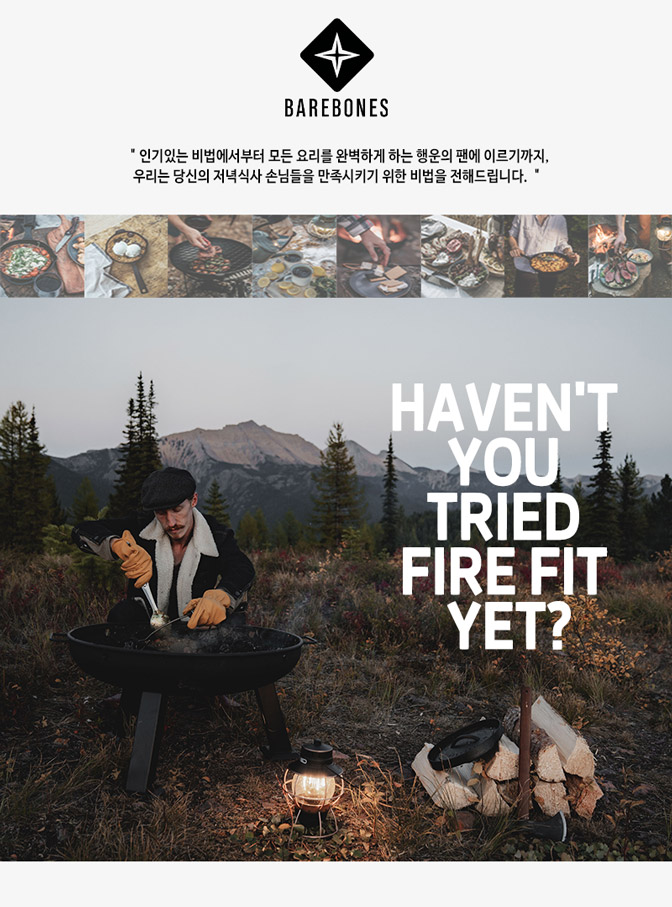 BAREBONES
" 인기있는 비법에서부터 모든 요리를 완벽하게 하는 행운의 팬에 이르기까지,
우리는 당신의 저녁식사 손님들을 만족시키기 위한 비법을 전해드립니다. "
HAVEN'T
YOU
TRIED
FIRE FIT
YET?